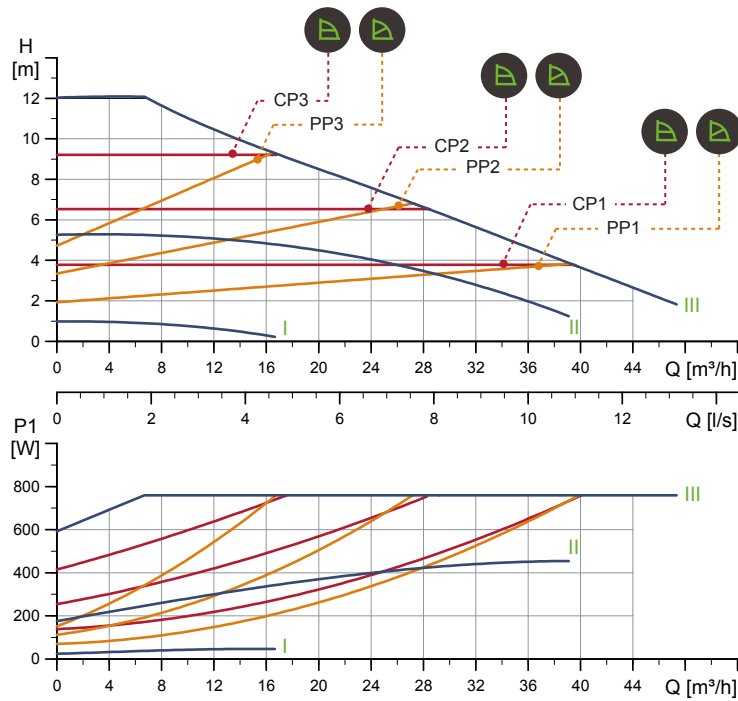 H
[m]
CP3
PP3
CP2
PP2
CP1
PP1
12
10
8
6
4
2
0
I
II
III
0 4 8 12 16 20 24 28 32 36 40 44 Q [m³/h]
0 2 4 6 8 10 12 Q [l/s]
P1
[W]
800
600
400
200
0
III
II
I
0 4 8 12 16 20 24 28 32 36 40 44 Q [m³/h]